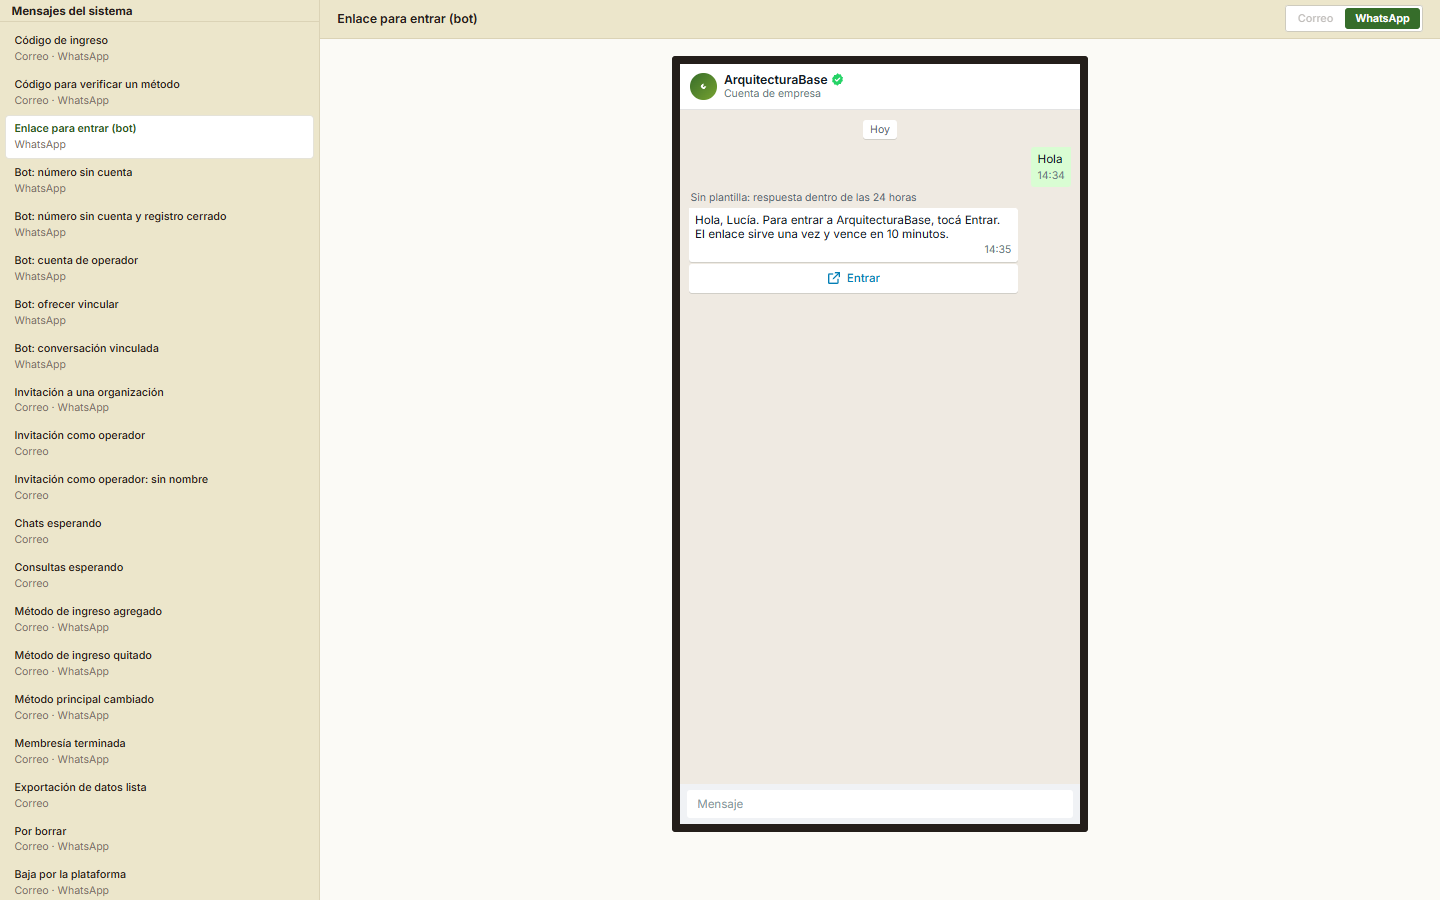 Mensajes del sistema
Código de ingreso
Correo · WhatsApp
Código para verificar un método
Correo · WhatsApp
Enlace para entrar (bot)
WhatsApp
Bot: número sin cuenta
WhatsApp
Bot: número sin cuenta y registro cerrado
WhatsApp
Bot: cuenta de operador
WhatsApp
Bot: ofrecer vincular
WhatsApp
Bot: conversación vinculada
WhatsApp
Invitación a una organización
Correo · WhatsApp
Invitación como operador
Correo
Invitación como operador: sin nombre
Correo
Chats esperando
Correo
Consultas esperando
Correo
Método de ingreso agregado
Correo · WhatsApp
Método de ingreso quitado
Correo · WhatsApp
Método principal cambiado
Correo · WhatsApp
Membresía terminada
Correo · WhatsApp
Exportación de datos lista
Correo
Por borrar
Correo · WhatsApp
Baja por la plataforma
Correo · WhatsApp
Enlace para entrar (bot)
Correo
WhatsApp
ArquitecturaBase
Cuenta de empresa
Hoy
Hola
14:34
Sin plantilla: respuesta dentro de las 24 horas
Hola, Lucía. Para entrar a ArquitecturaBase, tocá Entrar.
El enlace sirve una vez y vence en 10 minutos.
14:35
Entrar
Mensaje